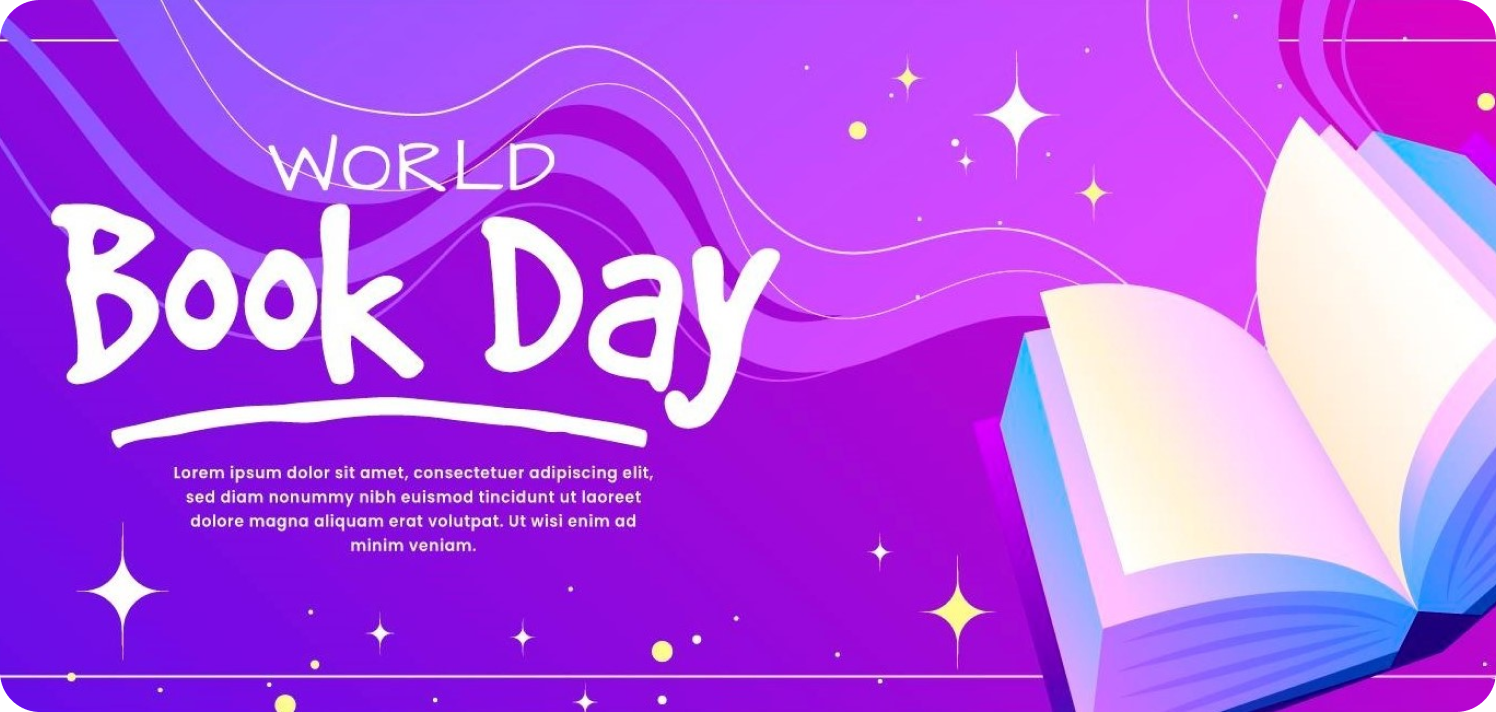 WORLD
Book Day
Lorem ipsum dolor sit amet, consectetuer adipiscing elit,
sed diam nonummy nibh euismod tincidunt ut laoreet
dolore magna aliquam erat volutpat. Ut wisi enim ad
minim veniam.